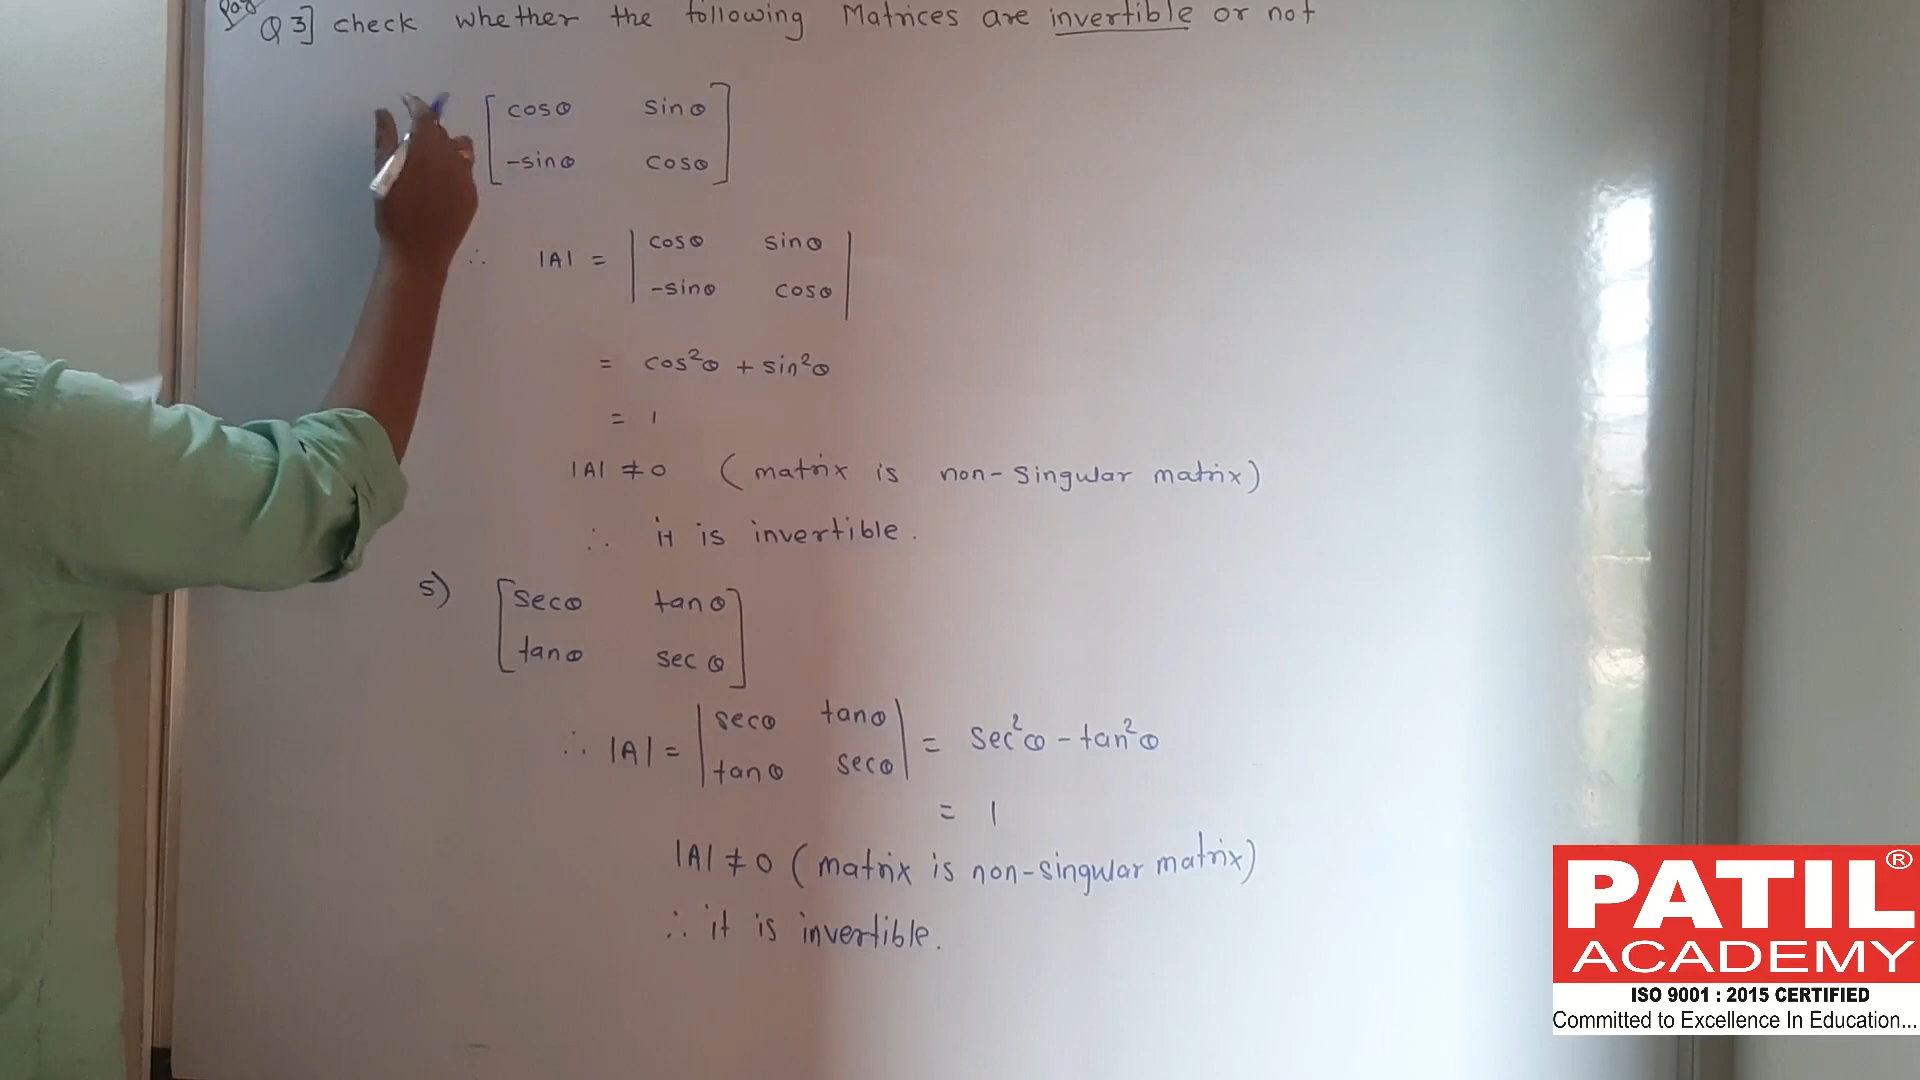 Q 3] check whether the following Matrices are invertible or not
[cosθ sinθ
-sinθ cosθ]
∴ |A| = |cosθ sinθ
-sinθ cosθ|
= cos²θ + sin²θ
= 1
|A| ≠ 0 (matrix is non-singular matrix)
∴ it is invertible.
5) [secθ tanθ
tanθ secθ]
∴ |A| = |secθ tanθ
tanθ secθ| = sec²θ - tan²θ
= 1
|A| ≠ 0 (matrix is non-singular matrix)
∴ it is invertible.
PATIL®
ACADEMY
ISO 9001 : 2015 CERTIFIED
Committed to Excellence In Education...